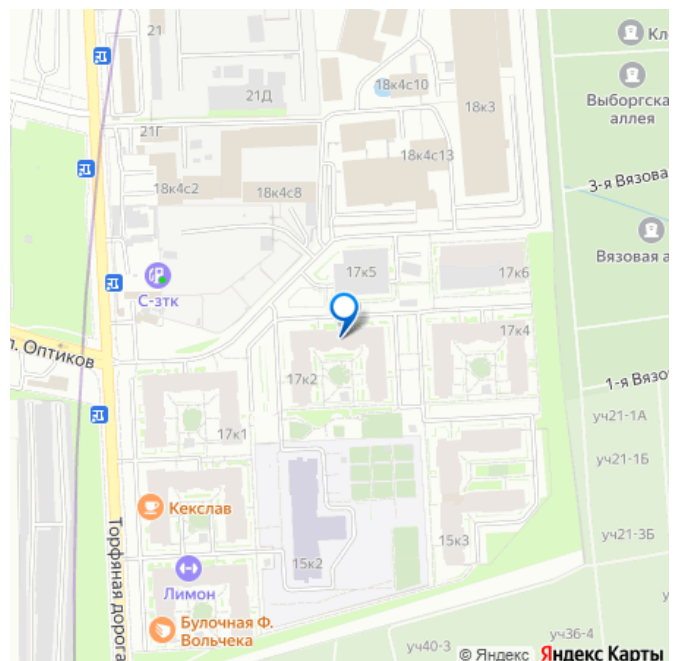 21
Кл
18к4с10
21Д
Выборгска
аллея
18к3
21Г
18к4с13
3-я Вязова
18к4с2
18к4с8
Вязовая а
17к5
17к6
С-зтк
17к4
л. Оптиков
17к2
1-я Вязо
уч21-1А
17к1
уч21-1Б
Кекслав
Торфяная дорога
уч21-3Б
15к3
15к2
Лимон
Булочная Ф.
Вольчека
уч40-3
уч36-4
© Яндекс Яндекс Карты